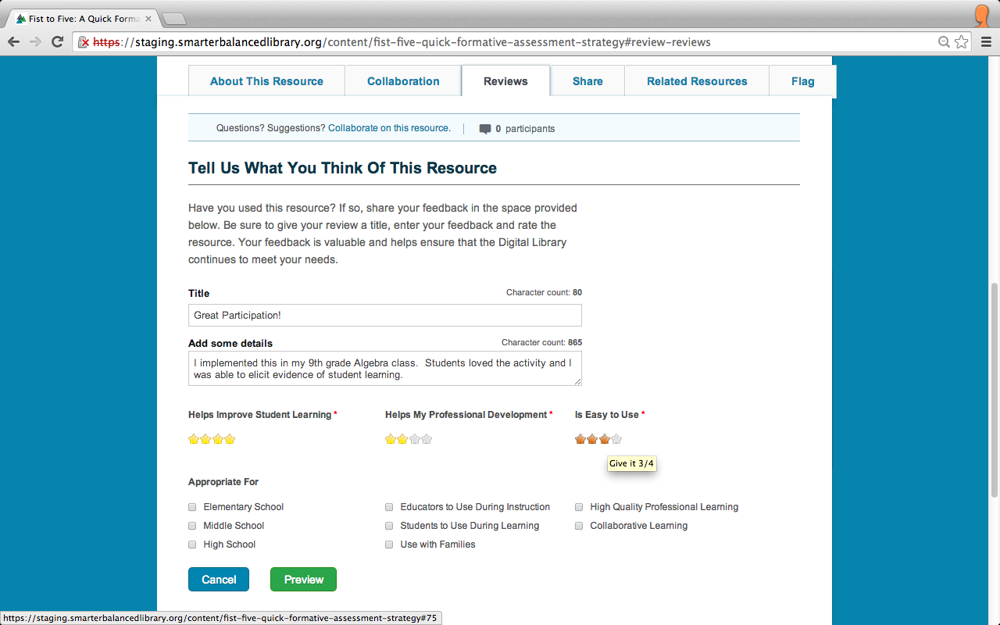 Fist to Five: A Quick Forma
https://staging.smarterbalancedlibrary.org/content/fist-five-quick-formative-assessment-strategy#review-reviews
About This Resource Collaboration Reviews Share Related Resources Flag
Questions? Suggestions? Collaborate on this resource. 0 participants
Tell Us What You Think Of This Resource
Have you used this resource? If so, share your feedback in the space provided
below. Be sure to give your review a title, enter your feedback and rate the
resource. Your feedback is valuable and helps ensure that the Digital Library
continues to meet your needs.
Title Character count: 80
Great Participation!
Add some details Character count: 865
I implemented this in my 9th grade Algebra class.  Students loved the activity and I
was able to elicit evidence of student learning.
Helps Improve Student Learning * Helps My Professional Development * Is Easy to Use *
Give it 3/4
Appropriate For
Elementary School Educators to Use During Instruction High Quality Professional Learning
Middle School Students to Use During Learning Collaborative Learning
High School Use with Families
Cancel Preview
https://staging.smarterbalancedlibrary.org/content/fist-five-quick-formative-assessment-strategy#75